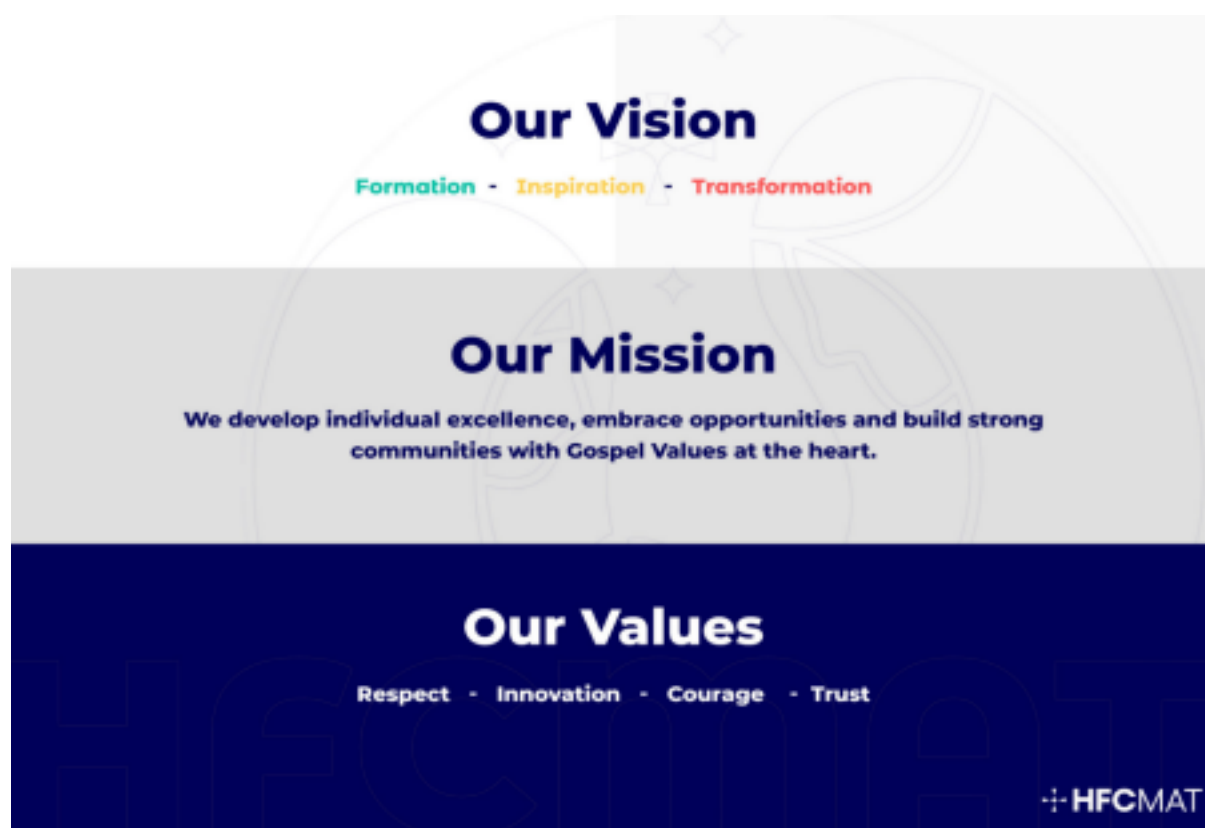 Our Vision
Formation - Inspiration - Transformation
Our Mission
We develop individual excellence, embrace opportunities and build strong
communities with Gospel Values at the heart.
Our Values
Respect - Innovation - Courage - Trust
HFCMAT
HFCMAT